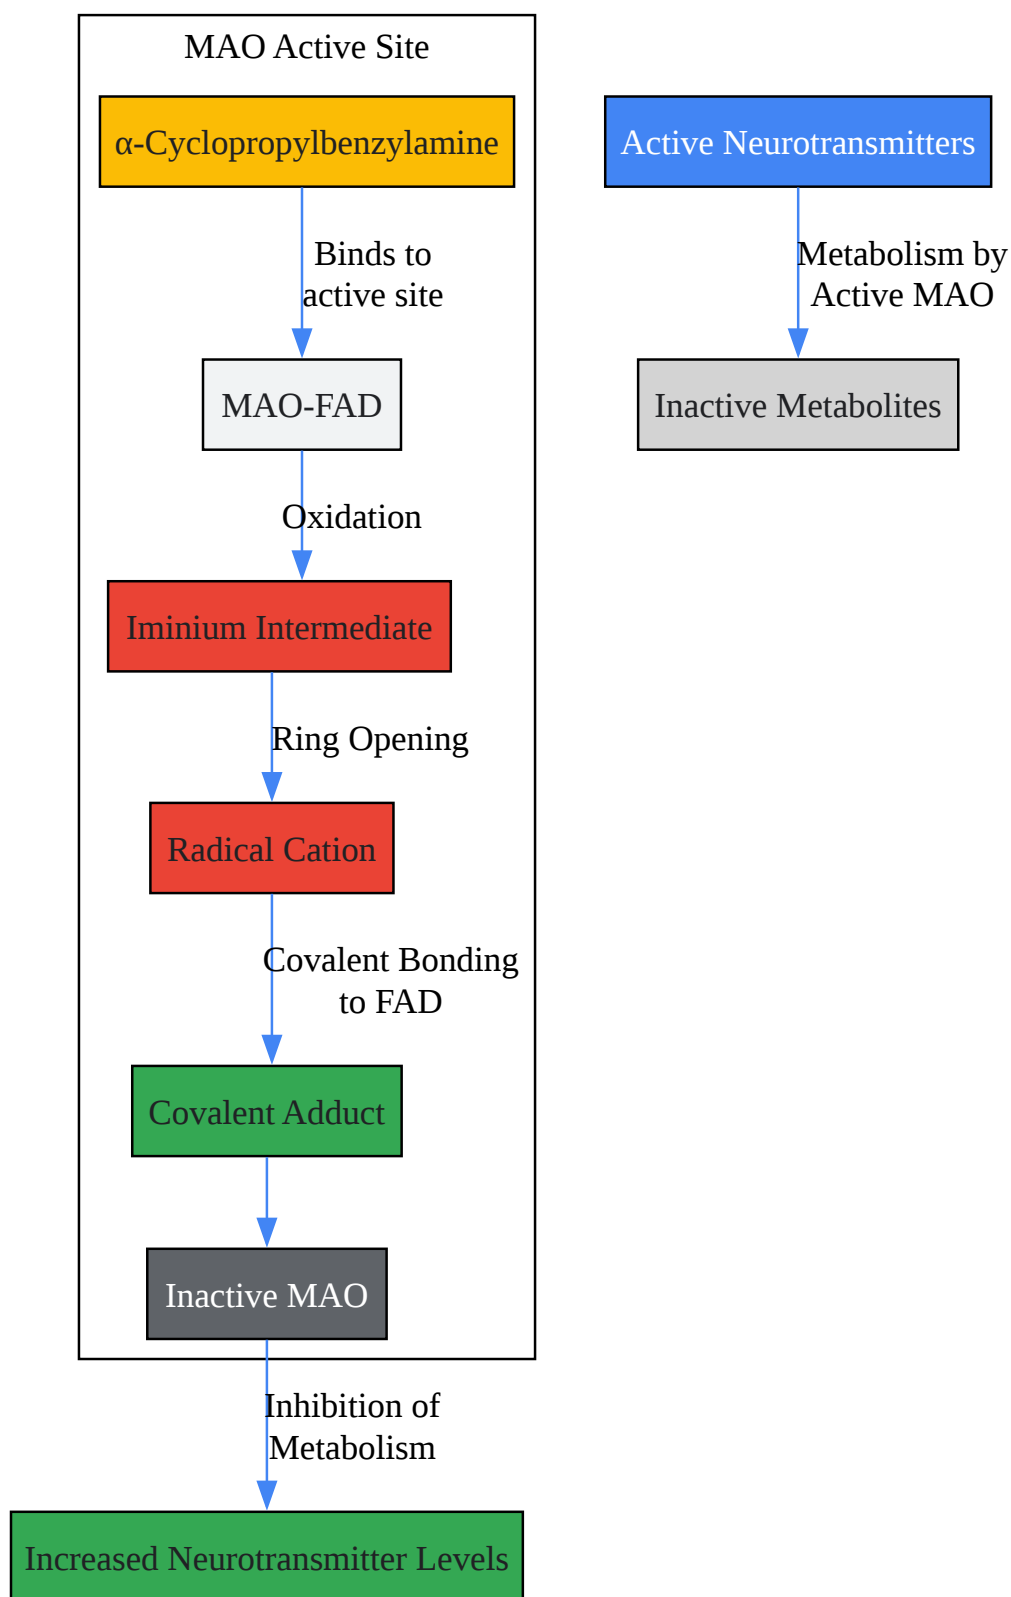 MAO Active Site
α-Cyclopropylbenzylamine
Binds to
active site
MAO-FAD
Oxidation
Iminium Intermediate
Ring Opening
Radical Cation
Covalent Bonding
to FAD
Covalent Adduct
Inactive MAO
Inhibition of
Metabolism
Increased Neurotransmitter Levels
Active Neurotransmitters
Metabolism by
Active MAO
Inactive Metabolites